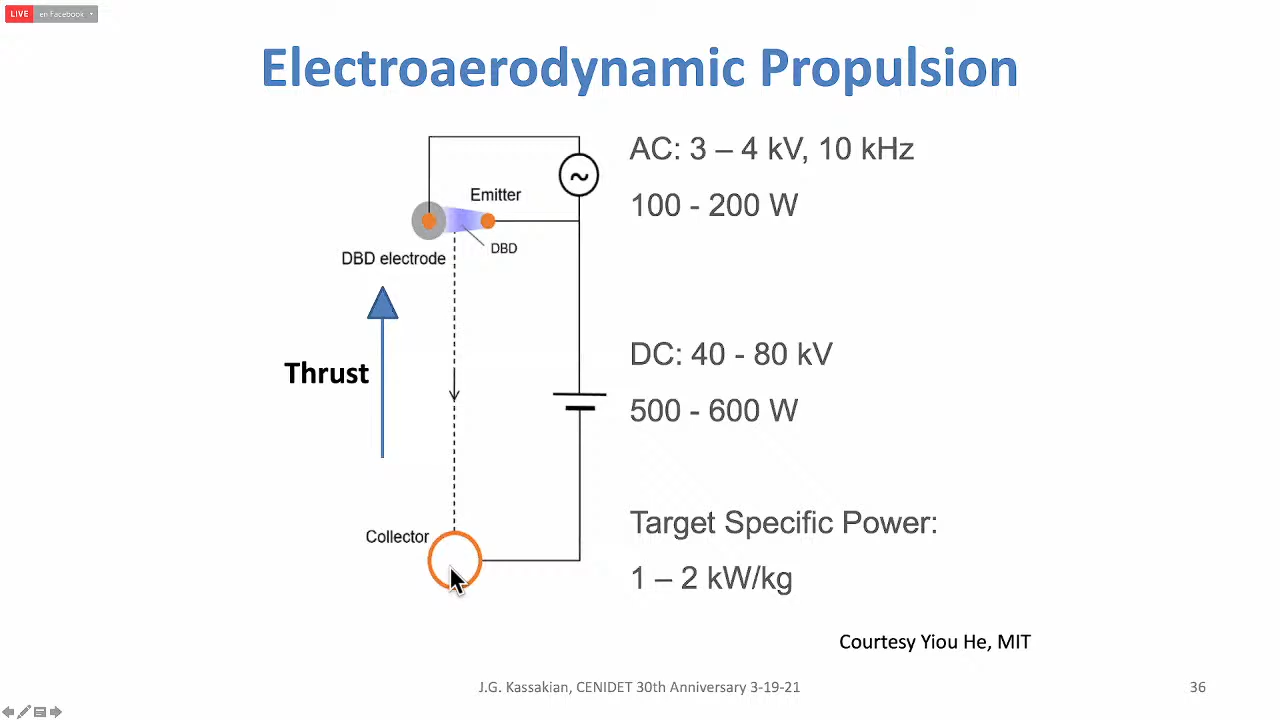 LIVE en Facebook
Electroaerodynamic Propulsion
AC: 3 – 4 kV, 10 kHz
100 - 200 W
~
Emitter
DBD
DBD electrode
Thrust
DC: 40 - 80 kV
500 - 600 W
Collector
Target Specific Power:
1 – 2 kW/kg
Courtesy Yiou He, MIT
J.G. Kassakian, CENIDET 30th Anniversary 3-19-21
36